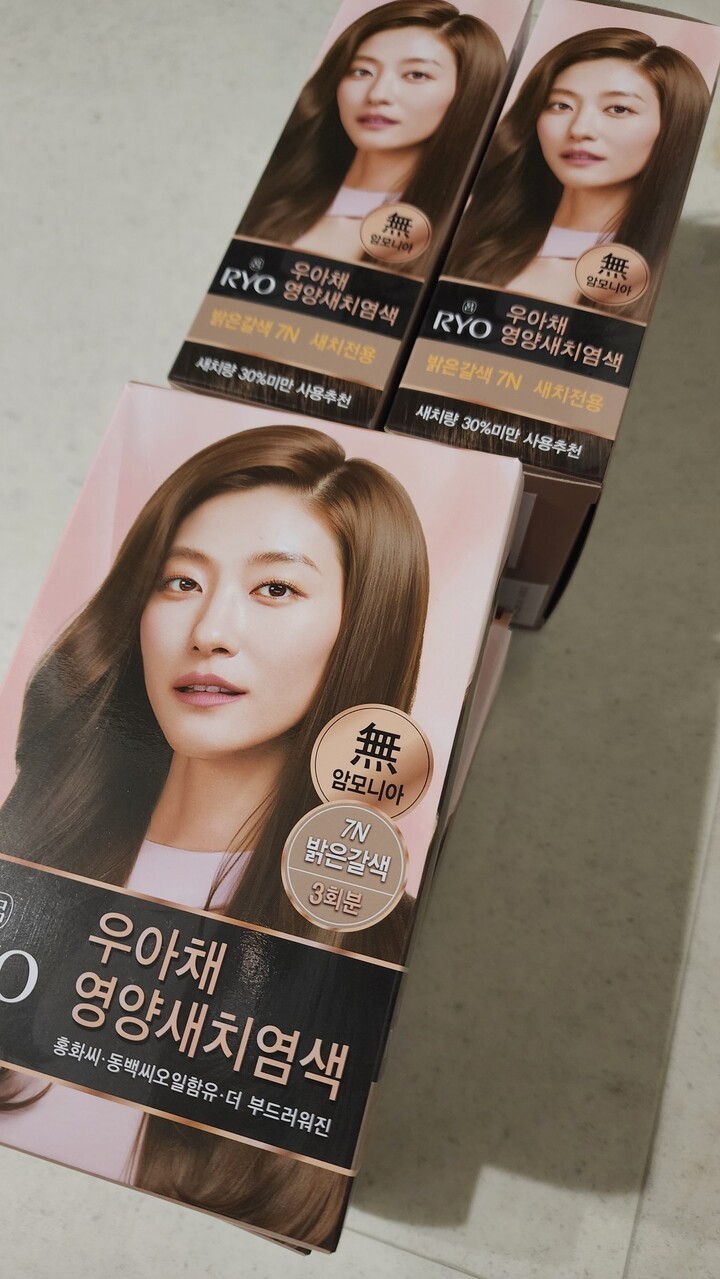 無
암모니아
RYO
우아채
영양새치염색
밝은갈색 7N 새치전용
새치량 30%미만 사용추천
無
암모니아
RYO
우아채
영양새치염색
밝은갈색 7N 새치전용
새치량 30%미만 사용추천
無
암모니아
7N
밝은갈색
3회분
우아채
영양새치염색
홍화씨·동백씨오일함유·더 부드러워진